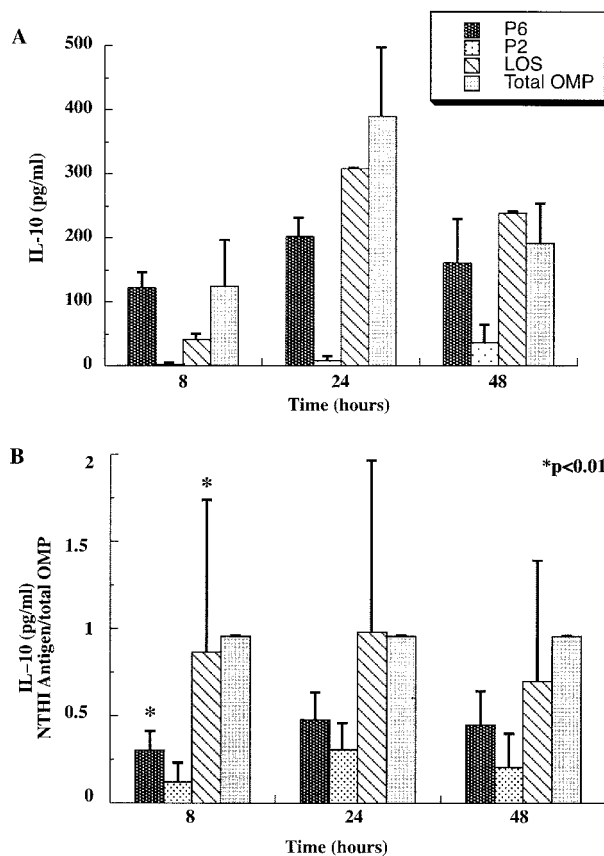 A
P6
P2
LOS
Total OMP
500
400
300
200
100
0
IL-10 (pg/ml)
8
24
48
Time (hours)
B
2
1.5
1
0.5
0
IL-10 (pg/ml)
NTHI Antigen/total OMP
*p<0.01
*
*
8
24
48
Time (hours)